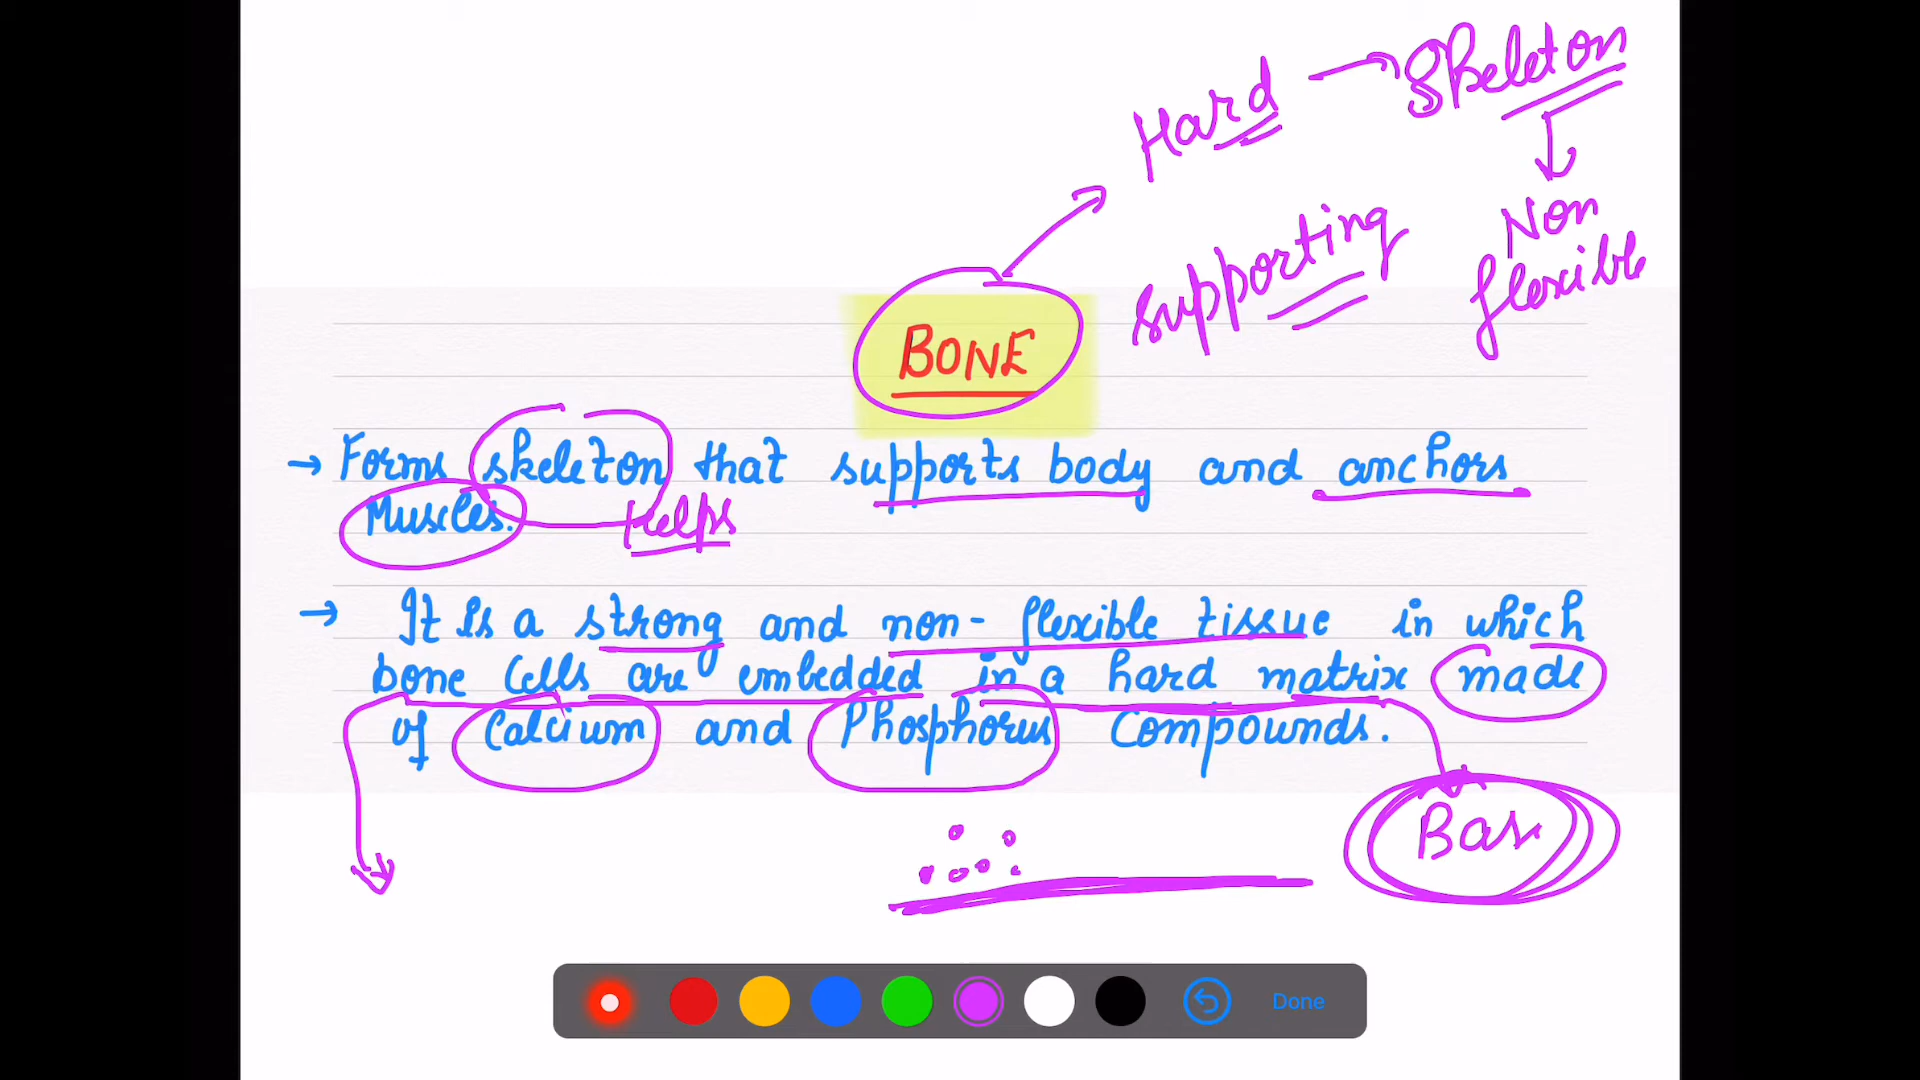 Hard → Skeleton
supporting
Non
flexible
BONE
→ Forms skeleton that supports body and anchors
Muscles. Helps
→ It is a strong and non-flexible tissue in which
bone cells are embedded in a hard matrix made
of Calcium and Phosphorus Compounds.
Done